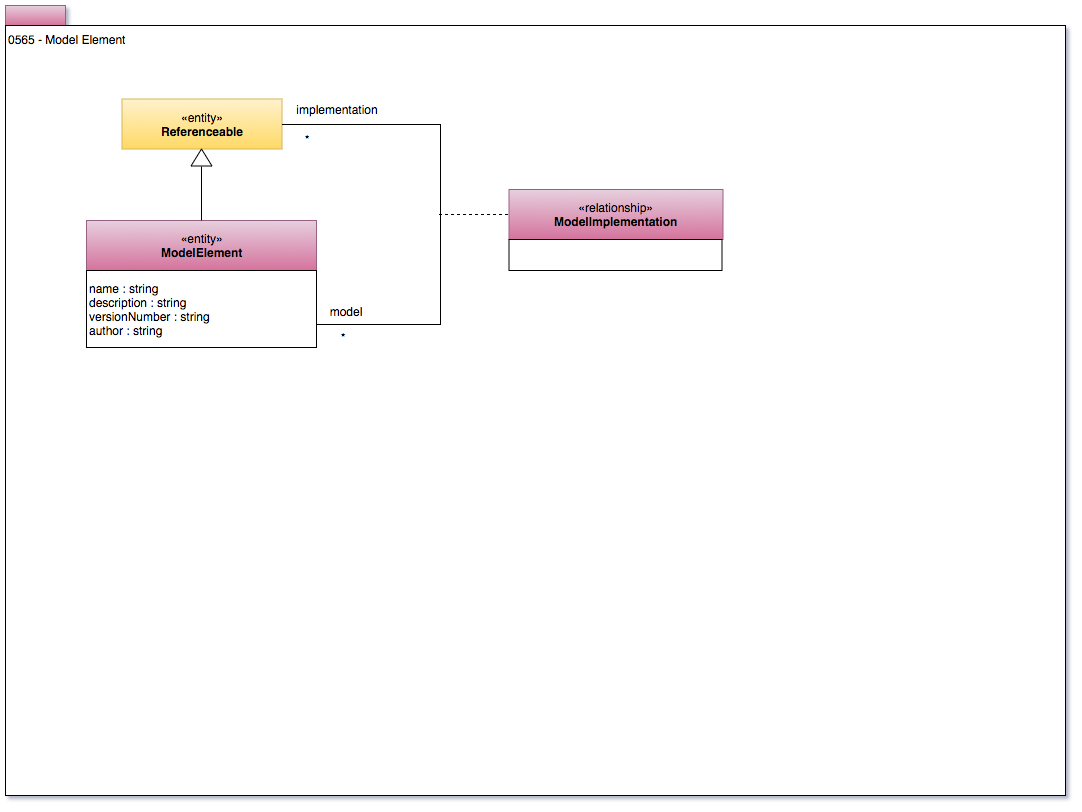 0565 - Model Element
implementation
«entity»
Referenceable
*
«relationship»
ModelImplementation
«entity»
ModelElement
name : string
description : string
versionNumber : string
author : string
model
*